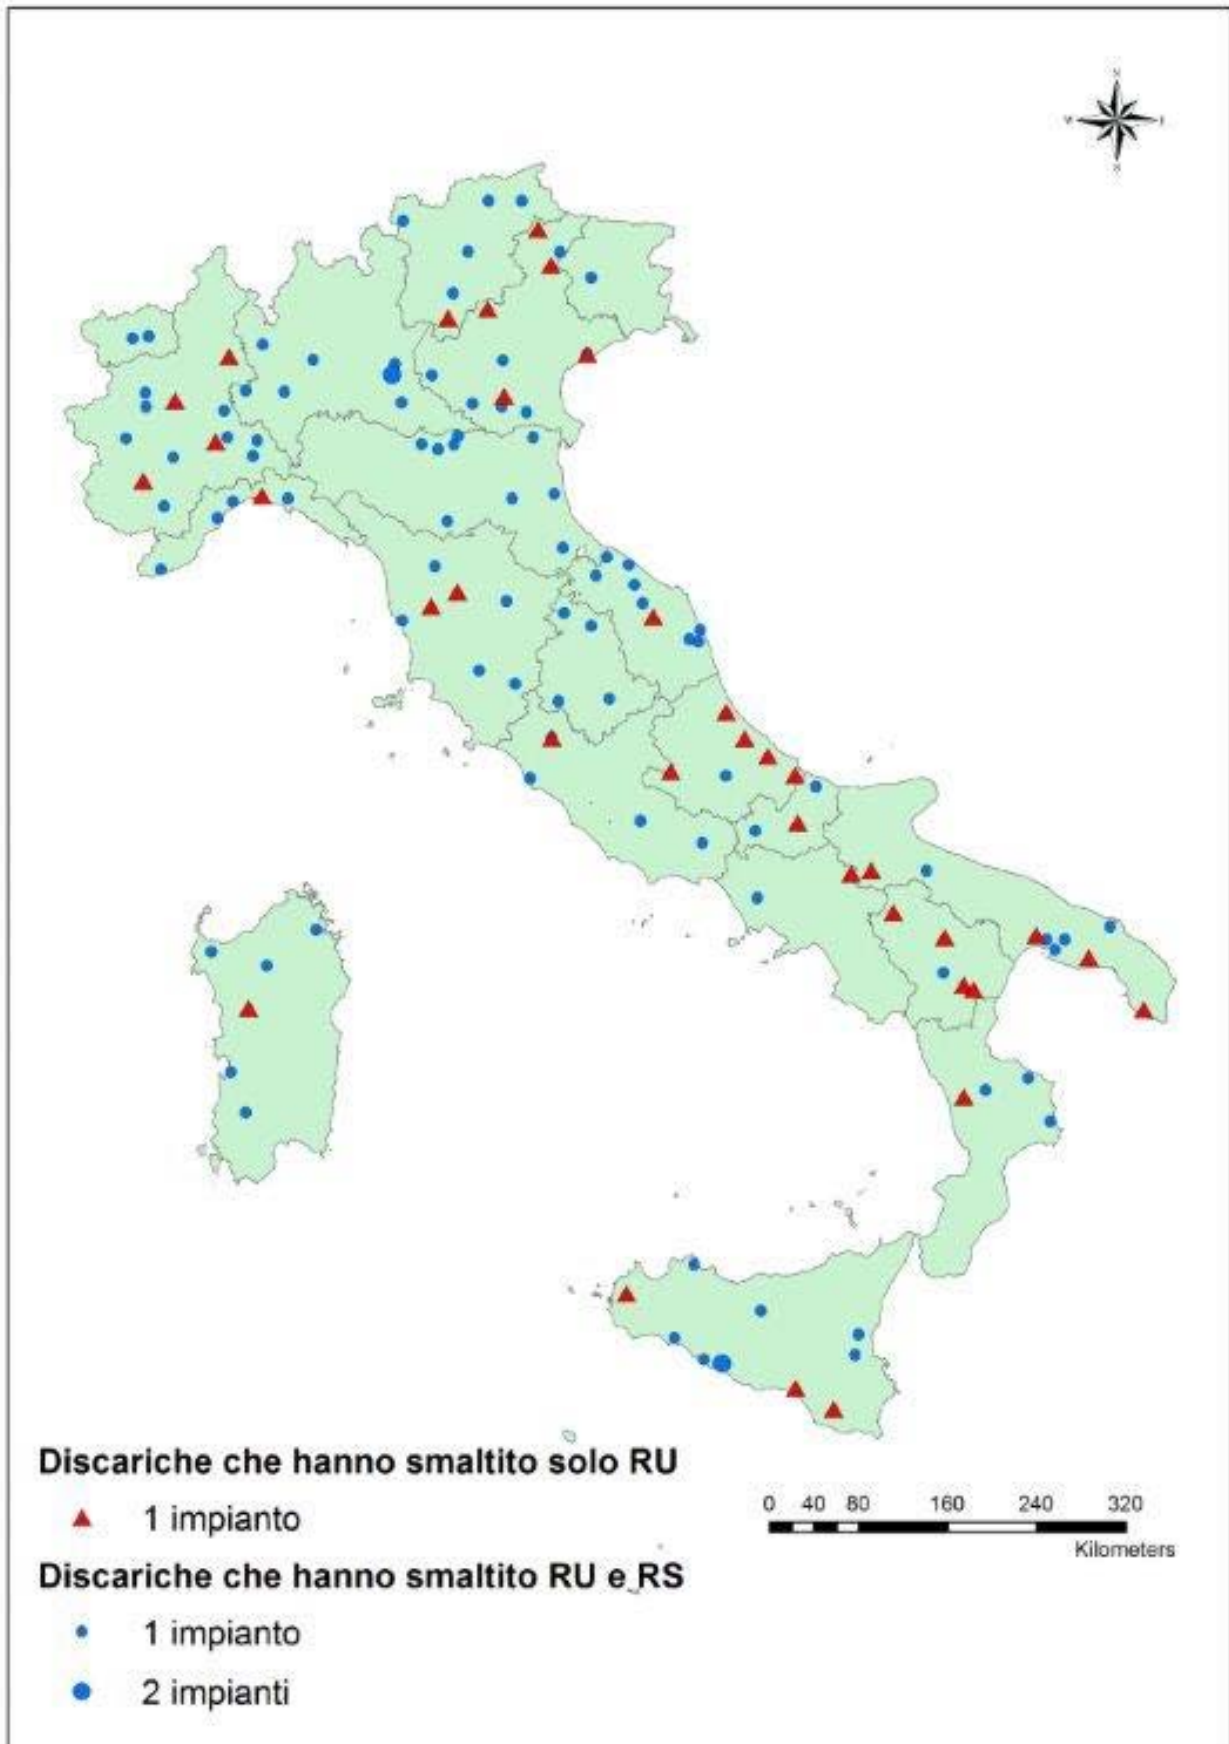 N
W E
S
Discariche che hanno smaltito solo RU
1 impianto
Discariche che hanno smaltito RU e RS
1 impianto
2 impianti
0 40 80 160 240 320
Kilometers